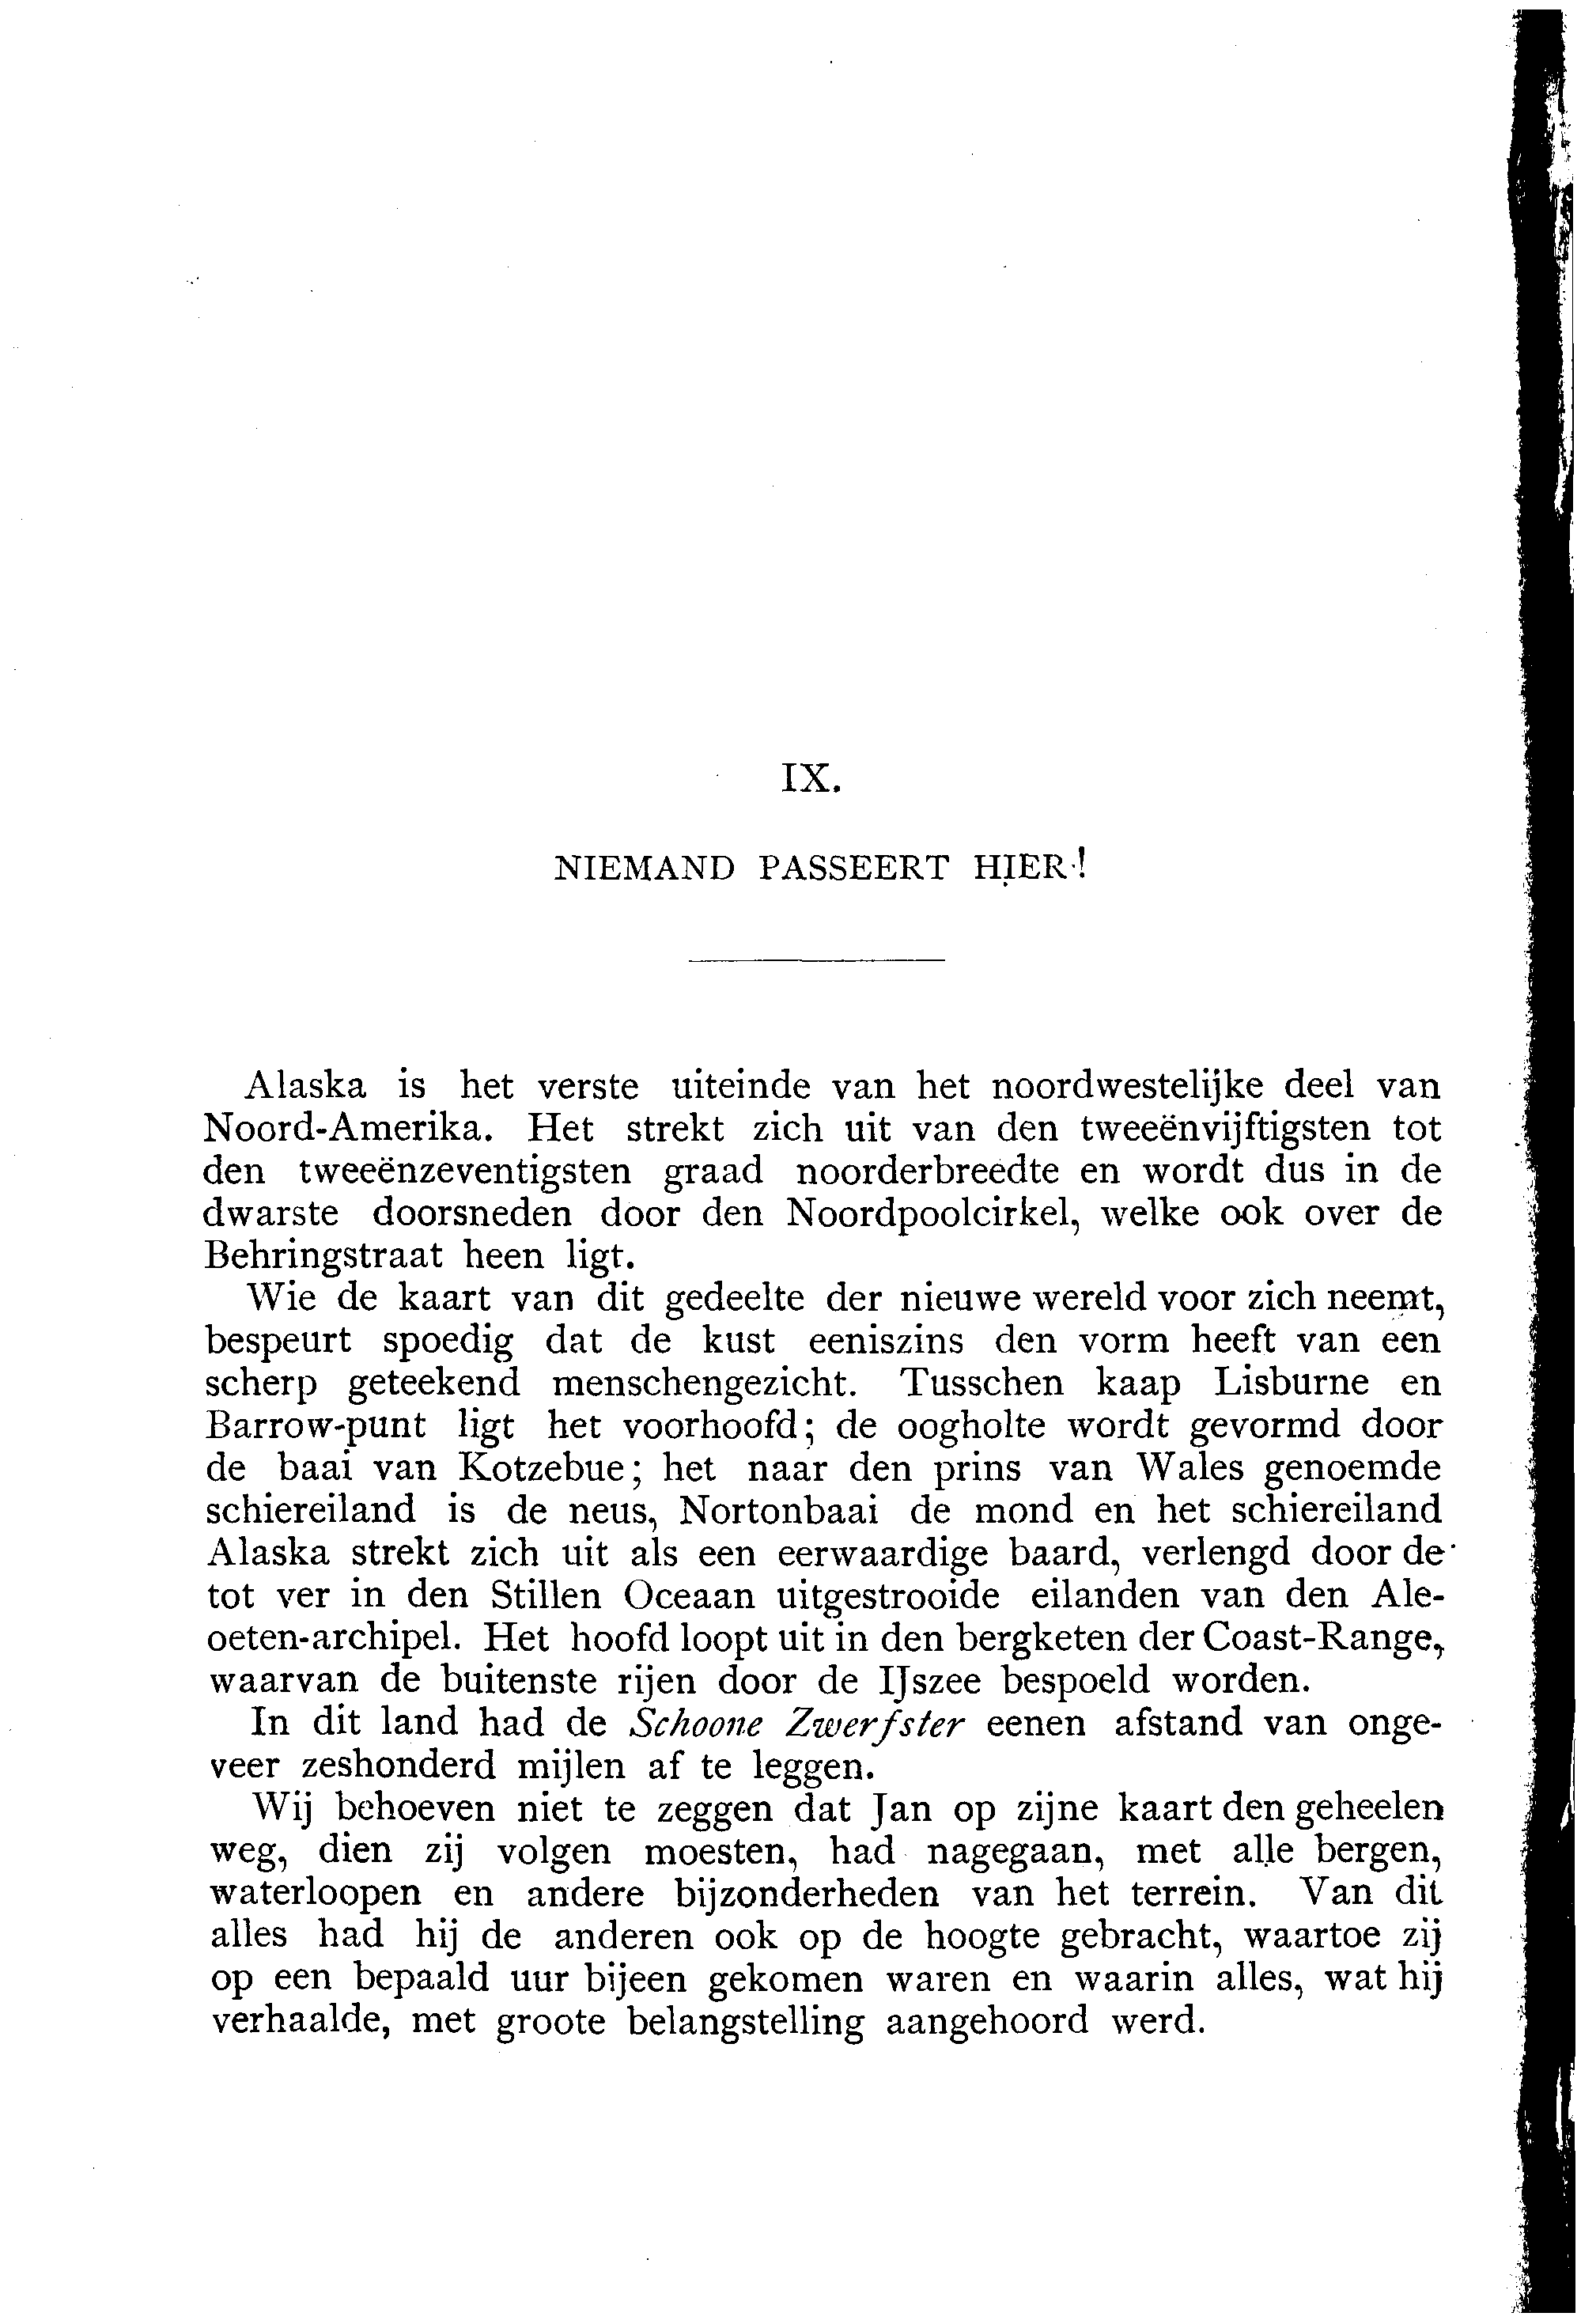 IX.
NIEMAND PASSEERT HIER!
Alaska is het verste uiteinde van het noordwestelijke deel van
Noord-Amerika. Het strekt zich uit van den tweeënvijftigsten tot
den tweeënzeventigsten graad noorderbreedte en wordt dus in de
dwarste doorsneden door den Noordpoolcirkel, welke ook over de
Behringstraat heen ligt.
Wie de kaart van dit gedeelte der nieuwe wereld voor zich neemt,
bespeurt spoedig dat de kust eeniszins den vorm heeft van een
scherp geteekend menschengezicht. Tusschen kaap Lisburne en
Barrow-punt ligt het voorhoofd; de oogholte wordt gevormd door
de baai van Kotzebue; het naar den prins van Wales genoemde
schiereiland is de neus, Nortonbaai de mond en het schiereiland
Alaska strekt zich uit als een eerwaardige baard, verlengd door de
tot ver in den Stillen Oceaan uitgestrooide eilanden van den Ale-
oeten-archipel. Het hoofd loopt uit in den bergketen der Coast-Range,
waarvan de buitenste rijen door de IJszee bespoeld worden.
In dit land had de Schoone Zwerfster eenen afstand van onge-
veer zeshonderd mijlen af te leggen.
Wij behoeven niet te zeggen dat Jan op zijne kaart den geheelen
weg, dien zij volgen moesten, had nagegaan, met alle bergen,
waterloopen en andere bijzonderheden van het terrein. Van dit
alles had hij de anderen ook op de hoogte gebracht, waartoe zij
op een bepaald uur bijeen gekomen waren en waarin alles, wat hij
verhaalde, met groote belangstelling aangehoord werd.